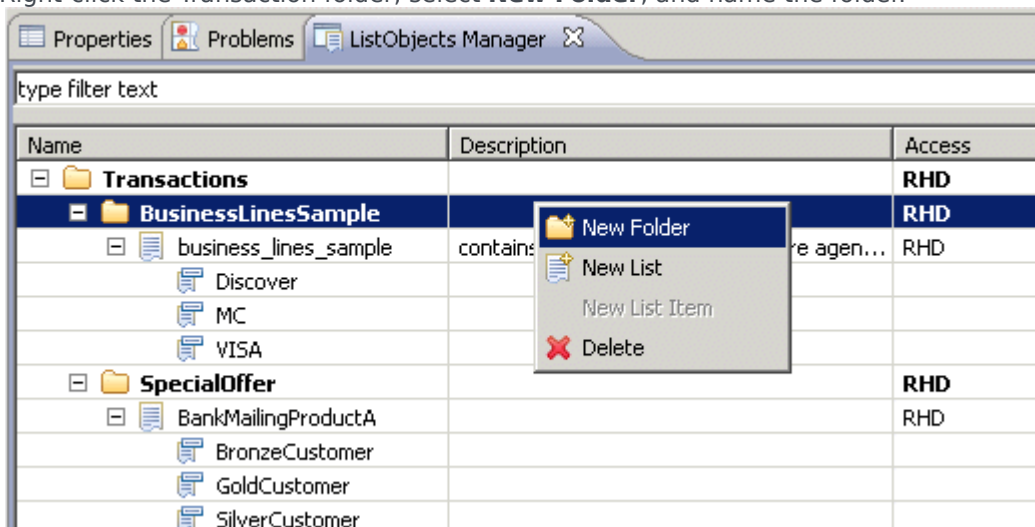 Right-click the Transaction folder, select New Folder, and name the folder.
Properties Problems ListObjects Manager
type filter text
Name Description Access
Transactions RHD
BusinessLinesSample RHD
business_lines_sample contains re agen... RHD
Discover
MC
VISA
SpecialOffer RHD
BankMailingProductA RHD
BronzeCustomer
GoldCustomer
SilverCustomer
New Folder
New List
New List Item
Delete